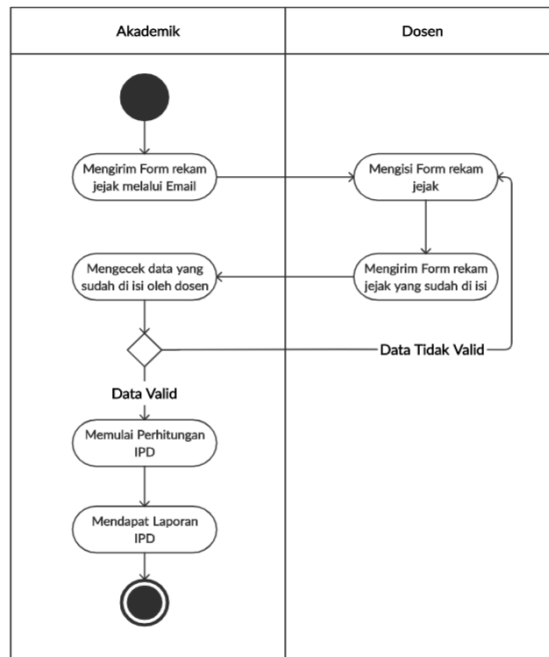 Akademik
Dosen
Mengirim Form rekam
jejak melalui Email
Mengisi Form rekam
jejak
Mengecek data yang
sudah di isi oleh dosen
Mengirim Form rekam
jejak yang sudah di isi
Data Tidak Valid
Data Valid
Memulai Perhitungan
IPD
Mendapat Laporan
IPD